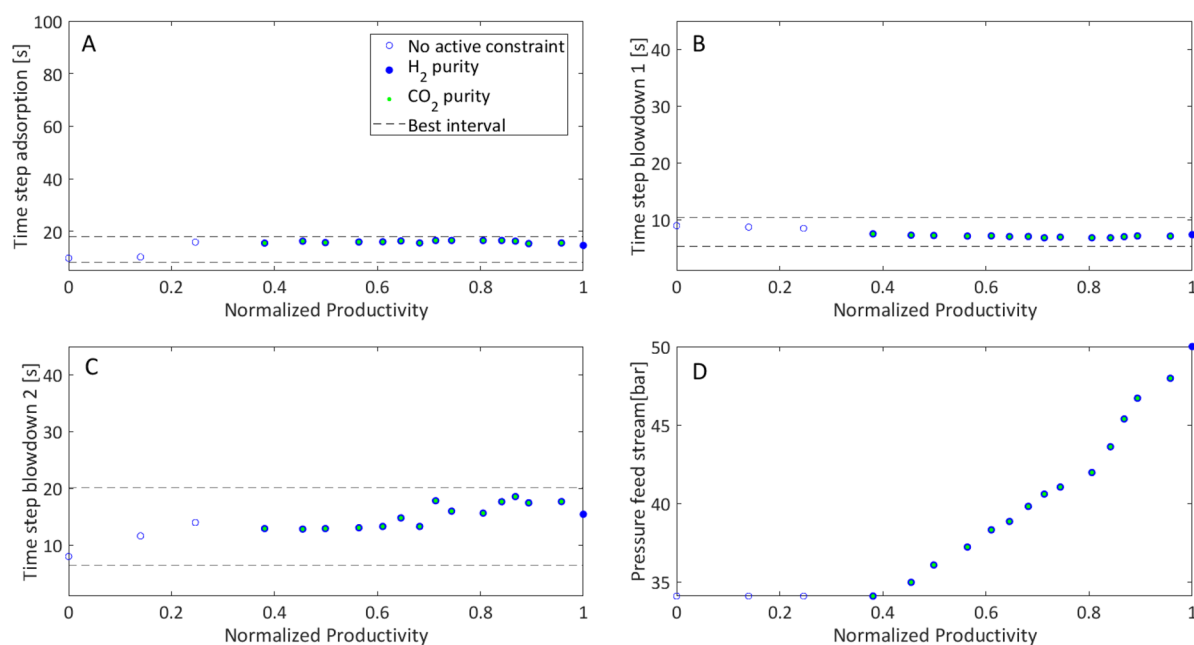 A
Time step adsorption [s]
100
80
60
40
20
No active constraint
H₂ purity
CO₂ purity
Best interval
0 0.2 0.4 0.6 0.8 1
Normalized Productivity
B
Time step blowdown 1 [s]
40
30
20
10
0 0.2 0.4 0.6 0.8 1
Normalized Productivity
C
Time step blowdown 2 [s]
40
30
20
10
0 0.2 0.4 0.6 0.8 1
Normalized Productivity
D
Pressure feed stream[bar]
50
45
40
35
0 0.2 0.4 0.6 0.8 1
Normalized Productivity